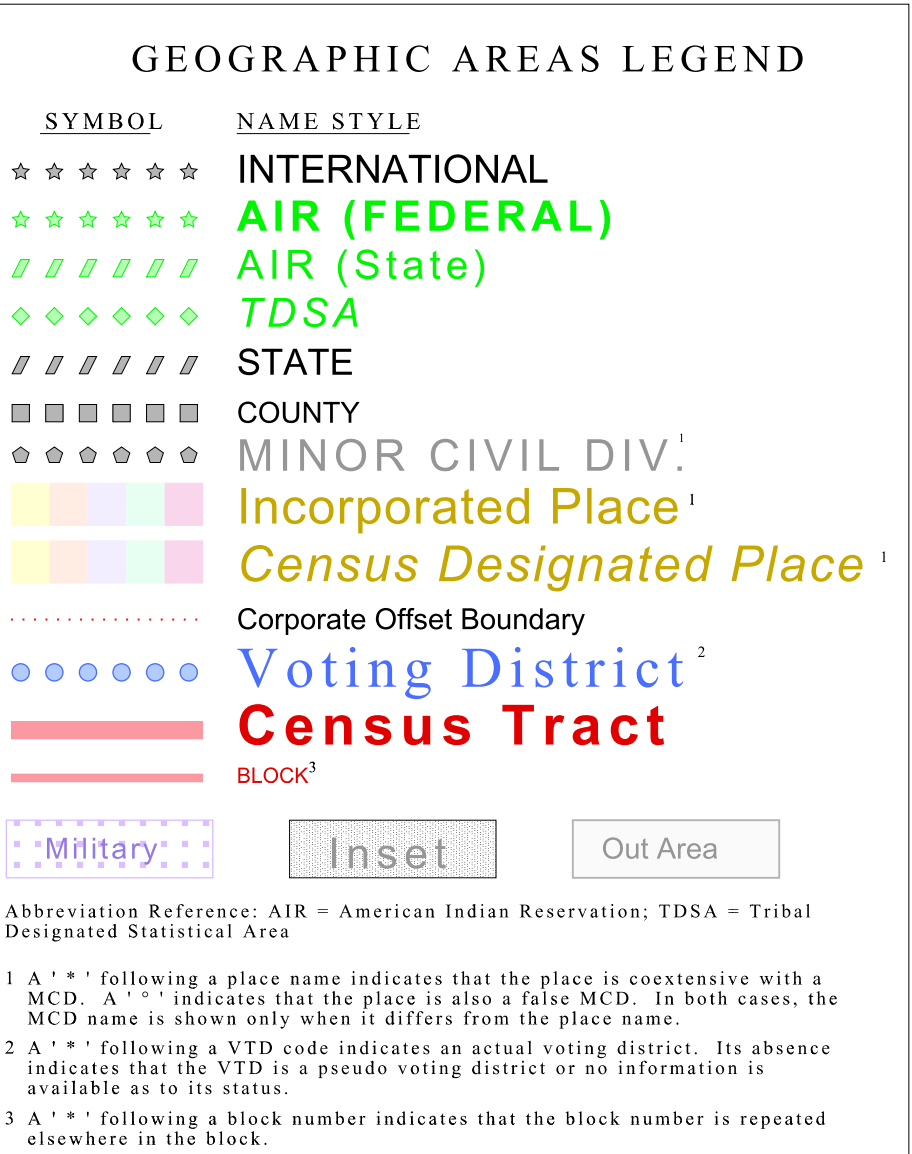 GEOGRAPHIC AREAS LEGEND
SYMBOL NAME STYLE
INTERNATIONAL
AIR (FEDERAL)
AIR (State)
TDSA
STATE
COUNTY
MINOR CIVIL DIV. 1
Incorporated Place 1
Census Designated Place 1
Corporate Offset Boundary
Voting District 2
Census Tract
BLOCK3
Military Inset Out Area
Abbreviation Reference: AIR = American Indian Reservation; TDSA = Tribal
Designated Statistical Area
1 A ' * ' following a place name indicates that the place is coextensive with a
MCD. A ' ° ' indicates that the place is also a false MCD. In both cases, the
MCD name is shown only when it differs from the place name.
2 A ' * ' following a VTD code indicates an actual voting district. Its absence
indicates that the VTD is a pseudo voting district or no information is
available as to its status.
3 A ' * ' following a block number indicates that the block number is repeated
elsewhere in the block.